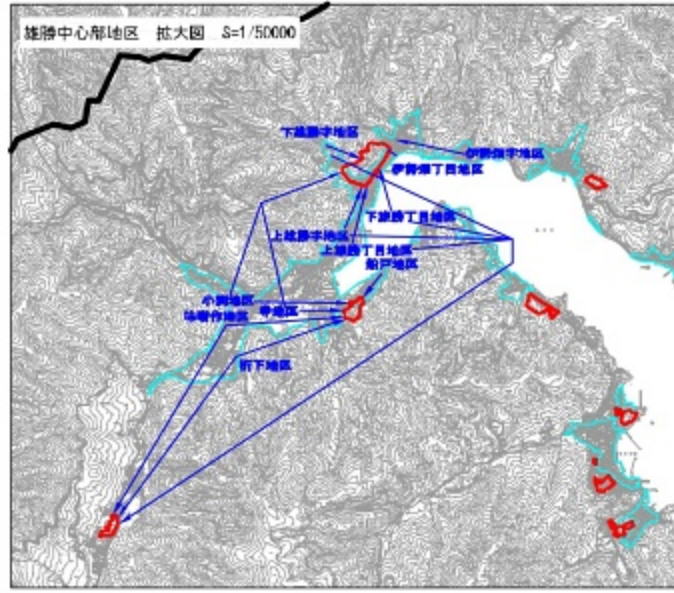 雄勝中心部地区 拡大図 S=1/50000
下雄勝字地区
伊勢畑字地区
伊勢畑丁目地区
下雄勝丁目地区
上雄勝字地区
上雄勝丁目地区
船戸地区
小渕地区
寺地区
味噌作地区
折下地区